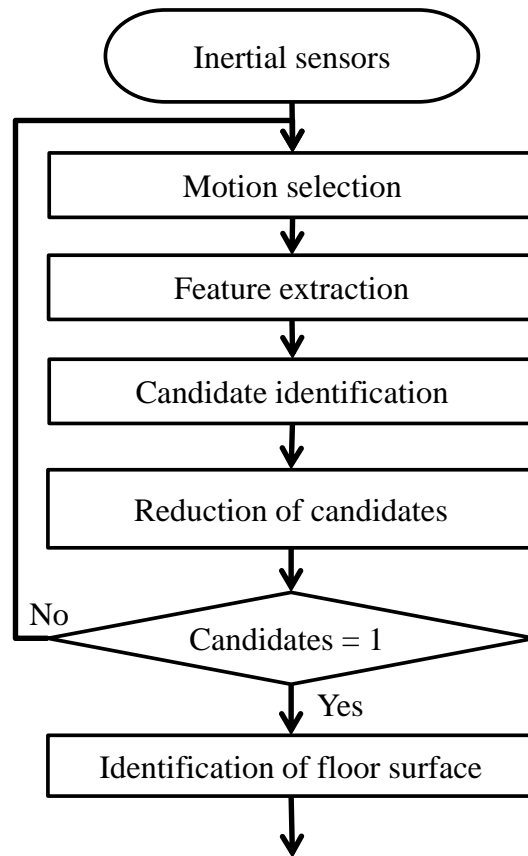 Inertial sensors
Motion selection
Feature extraction
Candidate identification
Reduction of candidates
No
Candidates = 1
Yes
Identification of floor surface